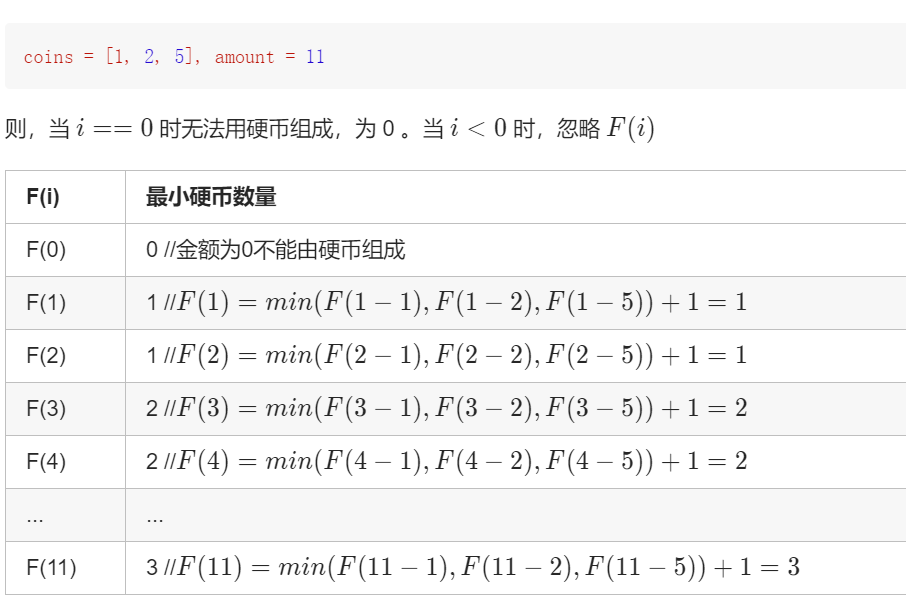 coins = [1, 2, 5], amount = 11
则，当 i == 0 时无法用硬币组成，为 0 。当 i < 0 时，忽略 F(i)
F(i) 最小硬币数量
F(0) 0 //金额为0不能由硬币组成
F(1) 1 //F(1) = min(F(1 − 1), F(1 − 2), F(1 − 5)) + 1 = 1
F(2) 1 //F(2) = min(F(2 − 1), F(2 − 2), F(2 − 5)) + 1 = 1
F(3) 2 //F(3) = min(F(3 − 1), F(3 − 2), F(3 − 5)) + 1 = 2
F(4) 2 //F(4) = min(F(4 − 1), F(4 − 2), F(4 − 5)) + 1 = 2
... ...
F(11) 3 //F(11) = min(F(11 − 1), F(11 − 2), F(11 − 5)) + 1 = 3